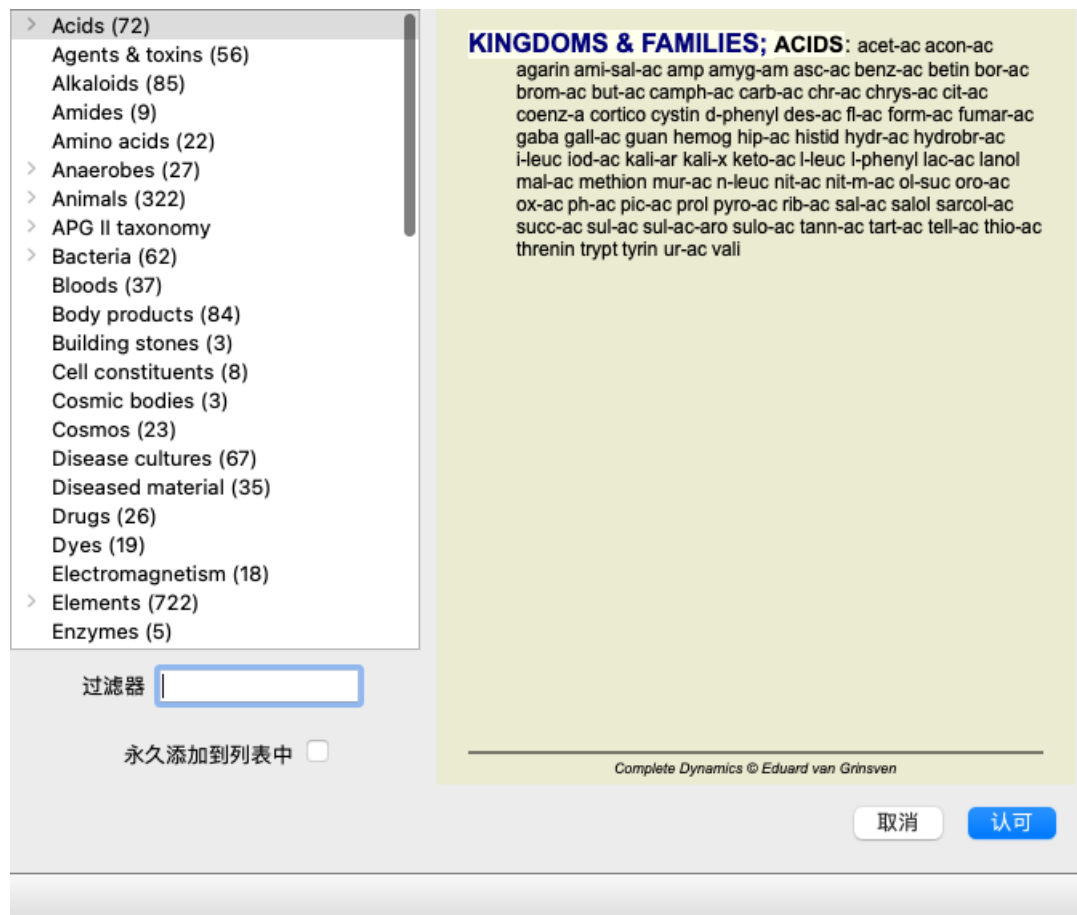 Acids (72)
Agents & toxins (56)
Alkaloids (85)
Amides (9)
Amino acids (22)
Anaerobes (27)
Animals (322)
APG II taxonomy
Bacteria (62)
Bloods (37)
Body products (84)
Building stones (3)
Cell constituents (8)
Cosmic bodies (3)
Cosmos (23)
Disease cultures (67)
Diseased material (35)
Drugs (26)
Dyes (19)
Electromagnetism (18)
Elements (722)
Enzymes (5)
过滤器
永久添加到列表中
KINGDOMS & FAMILIES; ACIDS: acet-ac acon-ac
agarin ami-sal-ac amp amyg-am asc-ac benz-ac betin bor-ac
brom-ac but-ac camph-ac carb-ac chr-ac chrys-ac cit-ac
coenz-a cortico cystin d-phenyl des-ac fl-ac form-ac fumar-ac
gaba gall-ac guan hemog hip-ac histid hydr-ac hydrobr-ac
i-leuc iod-ac kali-ar kali-x keto-ac l-leuc l-phenyl lac-ac lanol
mal-ac methion mur-ac n-leuc nit-ac nit-m-ac ol-suc oro-ac
ox-ac ph-ac pic-ac prol pyro-ac rib-ac sal-ac salol sarcol-ac
succ-ac sul-ac sul-ac-aro sulo-ac tann-ac tart-ac tell-ac thio-ac
threnin trypt tyrin ur-ac vali
Complete Dynamics © Eduard van Grinsven
取消
认可